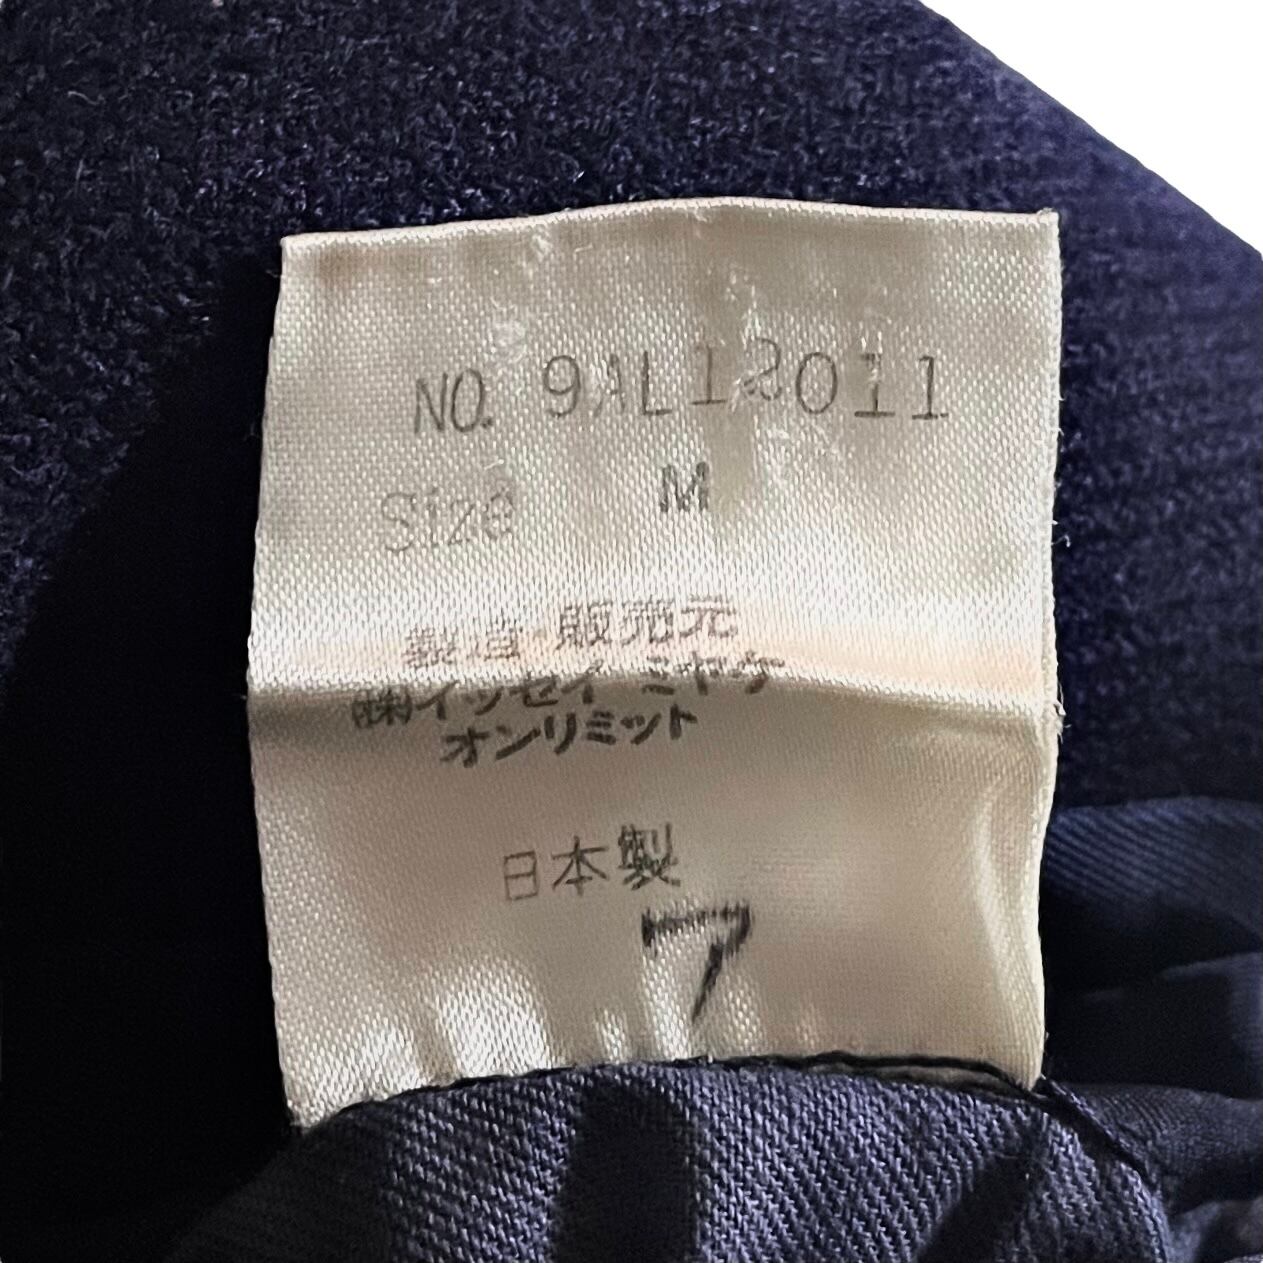 NO. 9AL12011
Size M
製造・販売元
㈱イッセイ ミヤケ
オンリミット
日本製
7